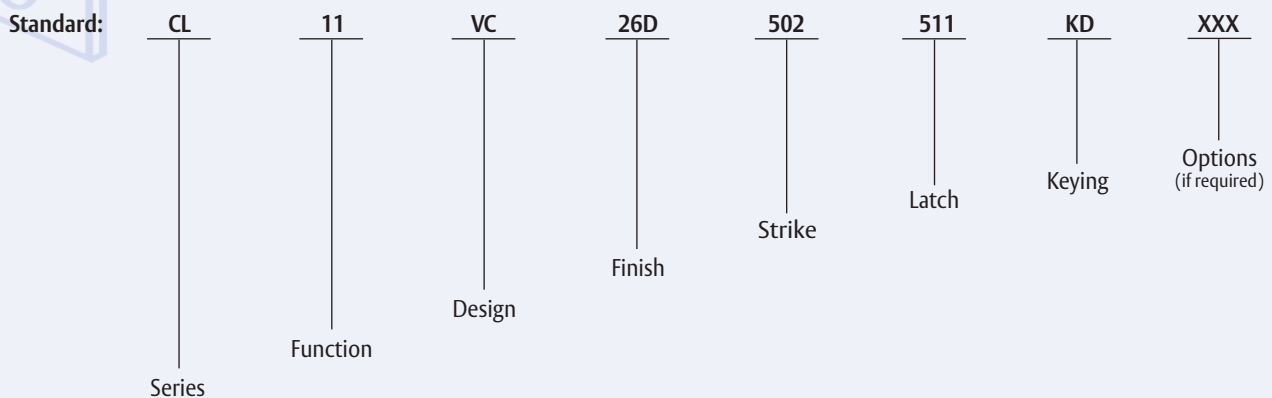 Standard: CL 11 VC 26D 502 511 KD XXX
Options
(if required)
Keying
Latch
Strike
Finish
Design
Function
Series